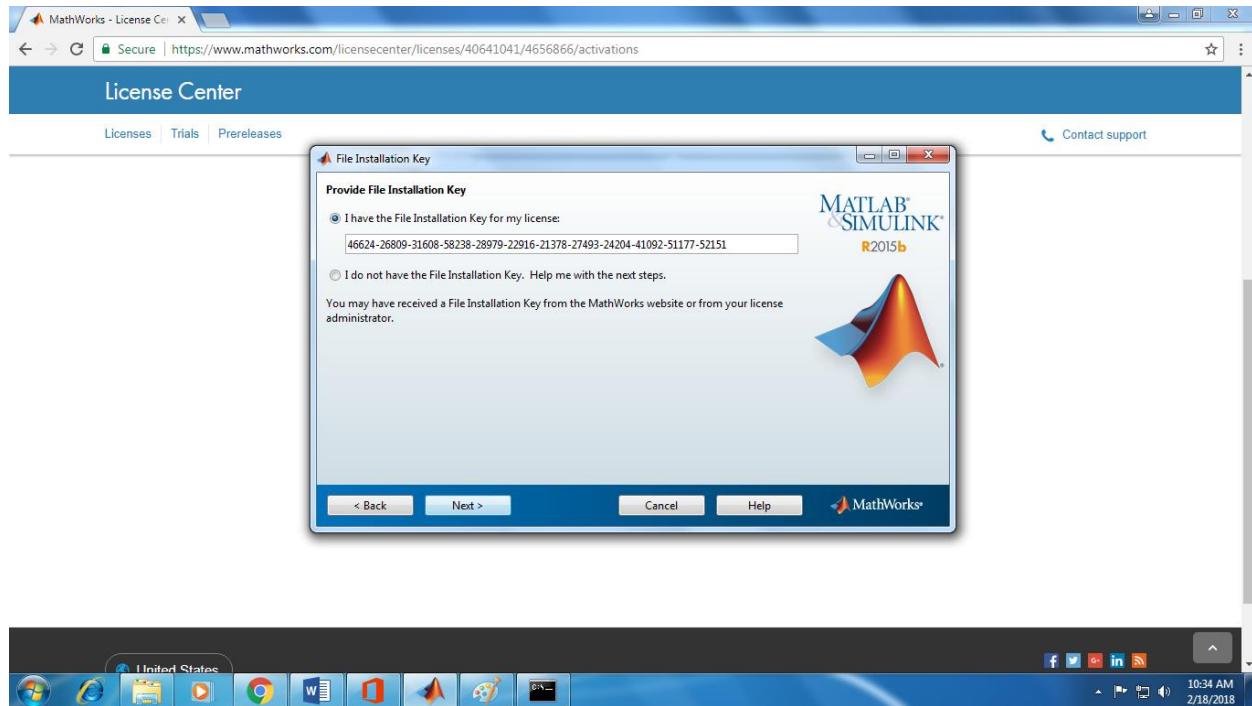 MathWorks - License Cer
Secure | https://www.mathworks.com/licensecenter/licenses/40641041/4656866/activations
License Center
Licenses Trials Prereleases
Contact support
File Installation Key
Provide File Installation Key
I have the File Installation Key for my license:
46624-26809-31608-58238-28979-22916-21378-27493-24204-41092-51177-52151
I do not have the File Installation Key. Help me with the next steps.
You may have received a File Installation Key from the MathWorks website or from your license
administrator.
MATLAB®
&SIMULINK®
R2015b
< Back Next > Cancel Help MathWorks®
United States
10:34 AM
2/18/2018